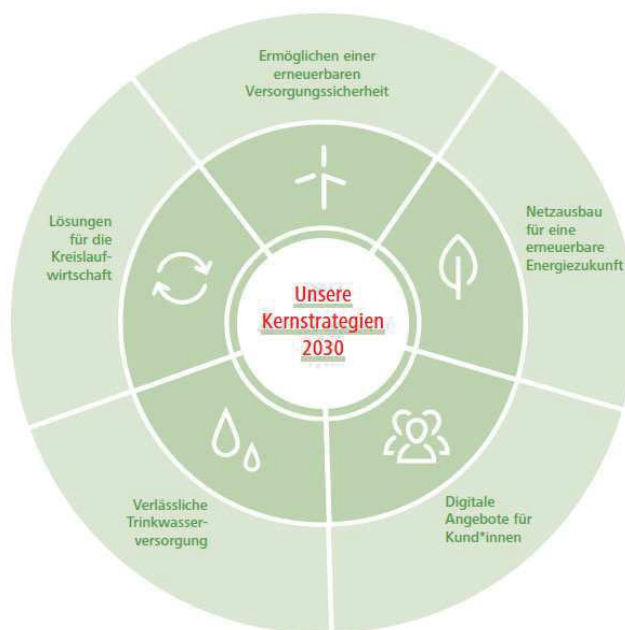 Ermöglichen einer
erneuerbaren
Versorgungssicherheit
Netzausbau
für eine
erneuerbare
Energiezukunft
Lösungen
für die
Kreislauf-
wirtschaft
Unsere
Kernstrategien
2030
Verlässliche
Trinkwasser-
versorgung
Digitale
Angebote für
Kund*innen